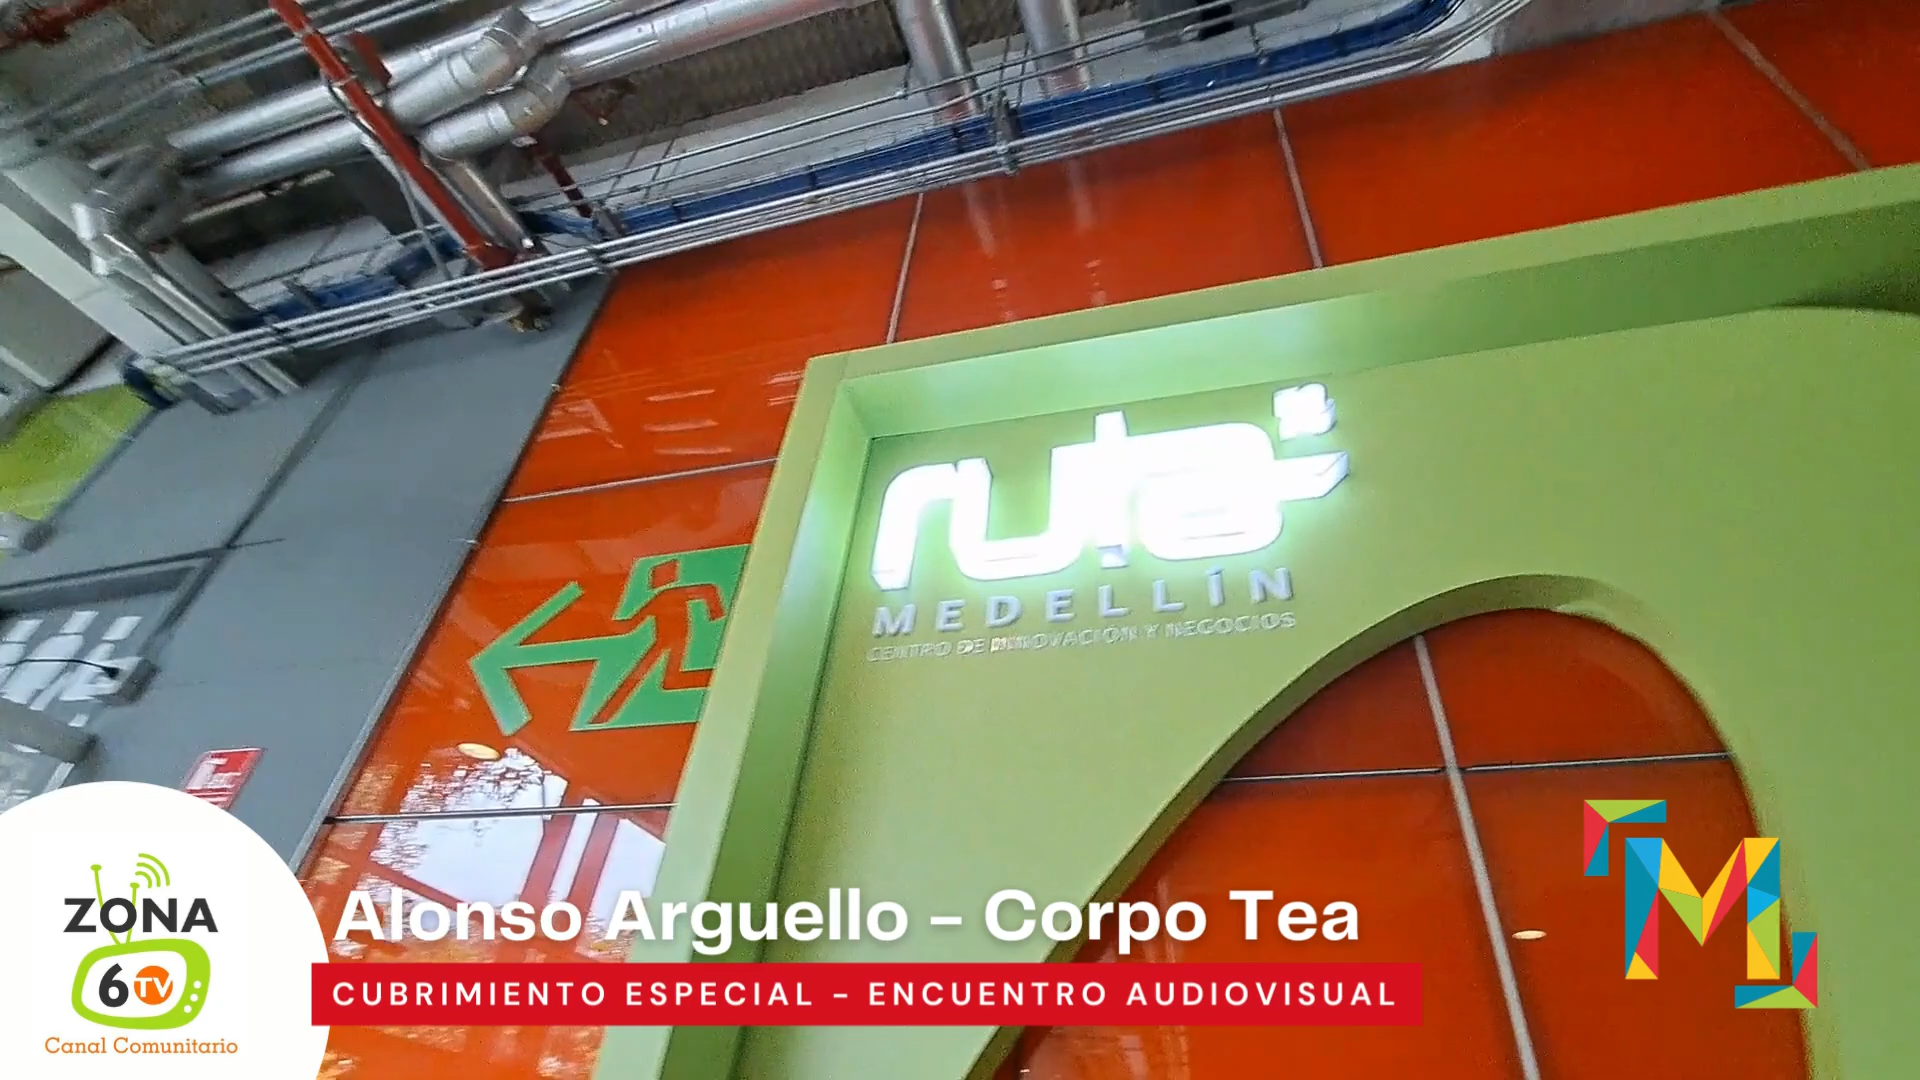 ruta
MEDELLÍN
CENTRO DE INNOVACIÓN Y NEGOCIOS
ZONA
6 TV
Canal Comunitario
Alonso Arguello - Corpo Tea
CUBRIMIENTO ESPECIAL - ENCUENTRO AUDIOVISUAL
M